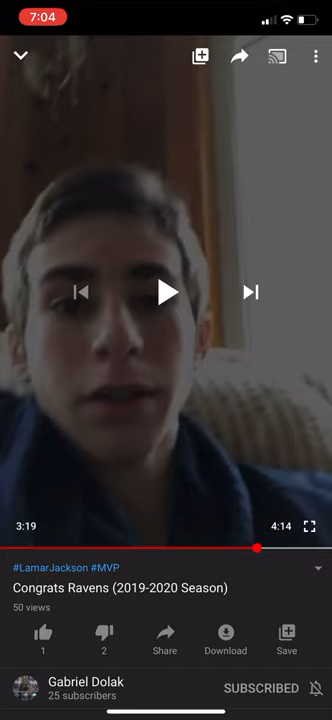 7:04
3:19
4:14
#LamarJackson #MVP
Congrats Ravens (2019-2020 Season)
50 views
1
2
Share
Download
Save
Gabriel Dolak
25 subscribers
SUBSCRIBED